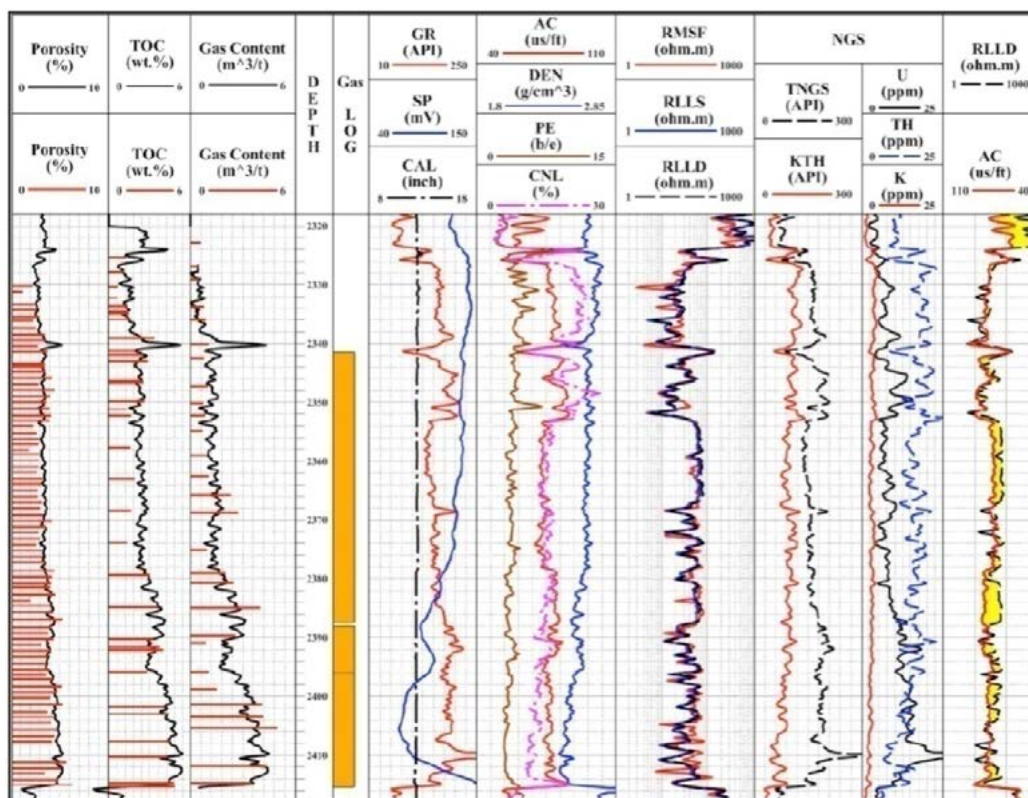 Porosity (%)
0 10
TOC (wt.%)
0 6
Gas Content (m^3/t)
0 6
Porosity (%)
0 10
TOC (wt.%)
0 6
Gas Content (m^3/t)
0 6
DEPTH
Gas LOG
GR (API)
10 250
SP (mV)
40 150
CAL (inch)
8 18
AC (us/ft)
40 110
DEN (g/cm^3)
1.8 2.85
PE (b/e)
0 15
CNL (%)
0 30
RMSF (ohm.m)
1 1000
RLLS (ohm.m)
1 1000
RLLD (ohm.m)
1 1000
NGS
TNGS (API)
0 300
KTH (API)
0 300
U (ppm)
0 25
TH (ppm)
0 25
K (ppm)
0 25
RLLD (ohm.m)
1 1000
AC (us/ft)
110 40
2320
2330
2340
2350
2360
2370
2380
2390
2400
2410